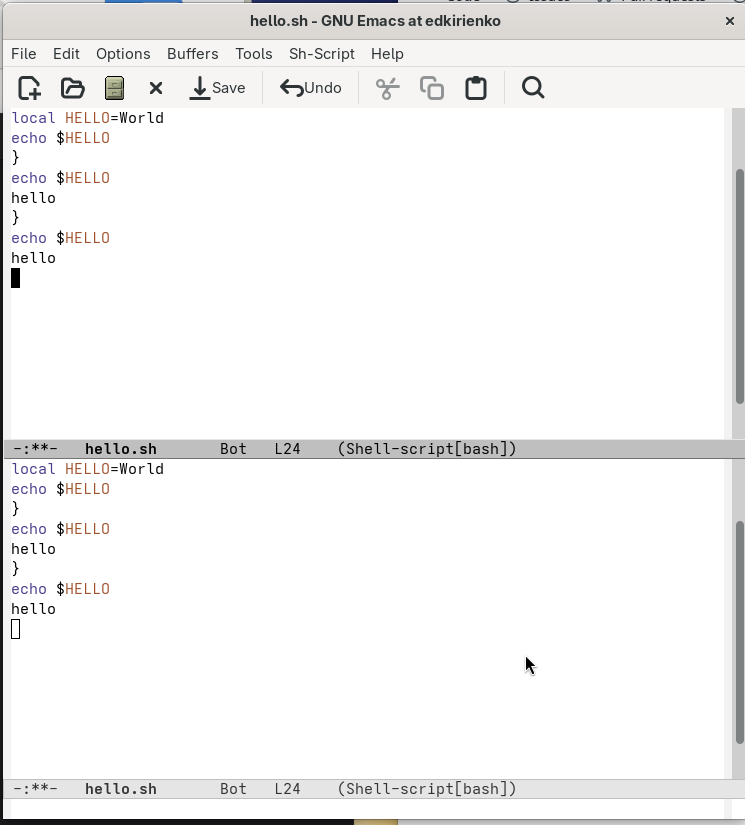 hello.sh - GNU Emacs at edkirienko
File Edit Options Buffers Tools Sh-Script Help
Save Undo
local HELLO=World
echo $HELLO
}
echo $HELLO
hello
}
echo $HELLO
hello
-:**- hello.sh Bot L24 (Shell-script[bash])
local HELLO=World
echo $HELLO
}
echo $HELLO
hello
}
echo $HELLO
hello
-:**- hello.sh Bot L24 (Shell-script[bash])